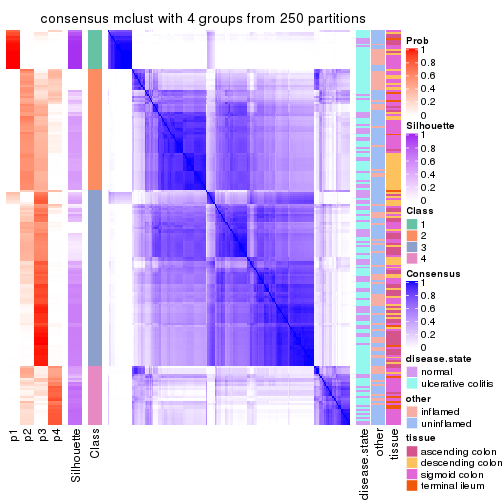 consensus mclust with 4 groups from 250 partitions
p1
p2
p3
p4
Silhouette
Class
disease.state
other
tissue
Prob
1
0.8
0.6
0.4
0.2
0
Silhouette
1
0.8
0.6
0.4
0.2
0
Class
1
2
3
4
Consensus
1
0.8
0.6
0.4
0.2
0
disease.state
normal
ulcerative colitis
other
inflamed
uninflamed
tissue
ascending colon
descending colon
sigmoid colon
terminal ileum